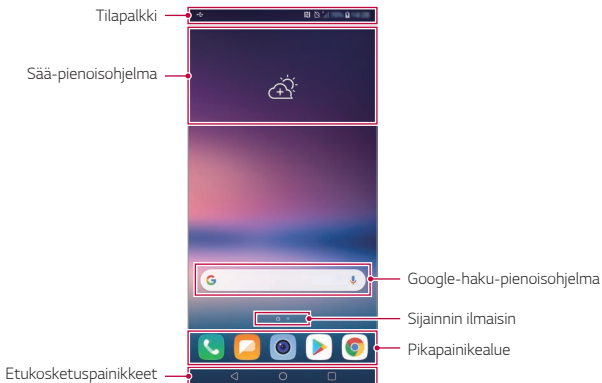 Tilapalkki
Sää-pienoisohjelma
Google-haku-pienoisohjelma
Sijainnin ilmaisin
Pikapainikealue
Etukosketuspainikkeet